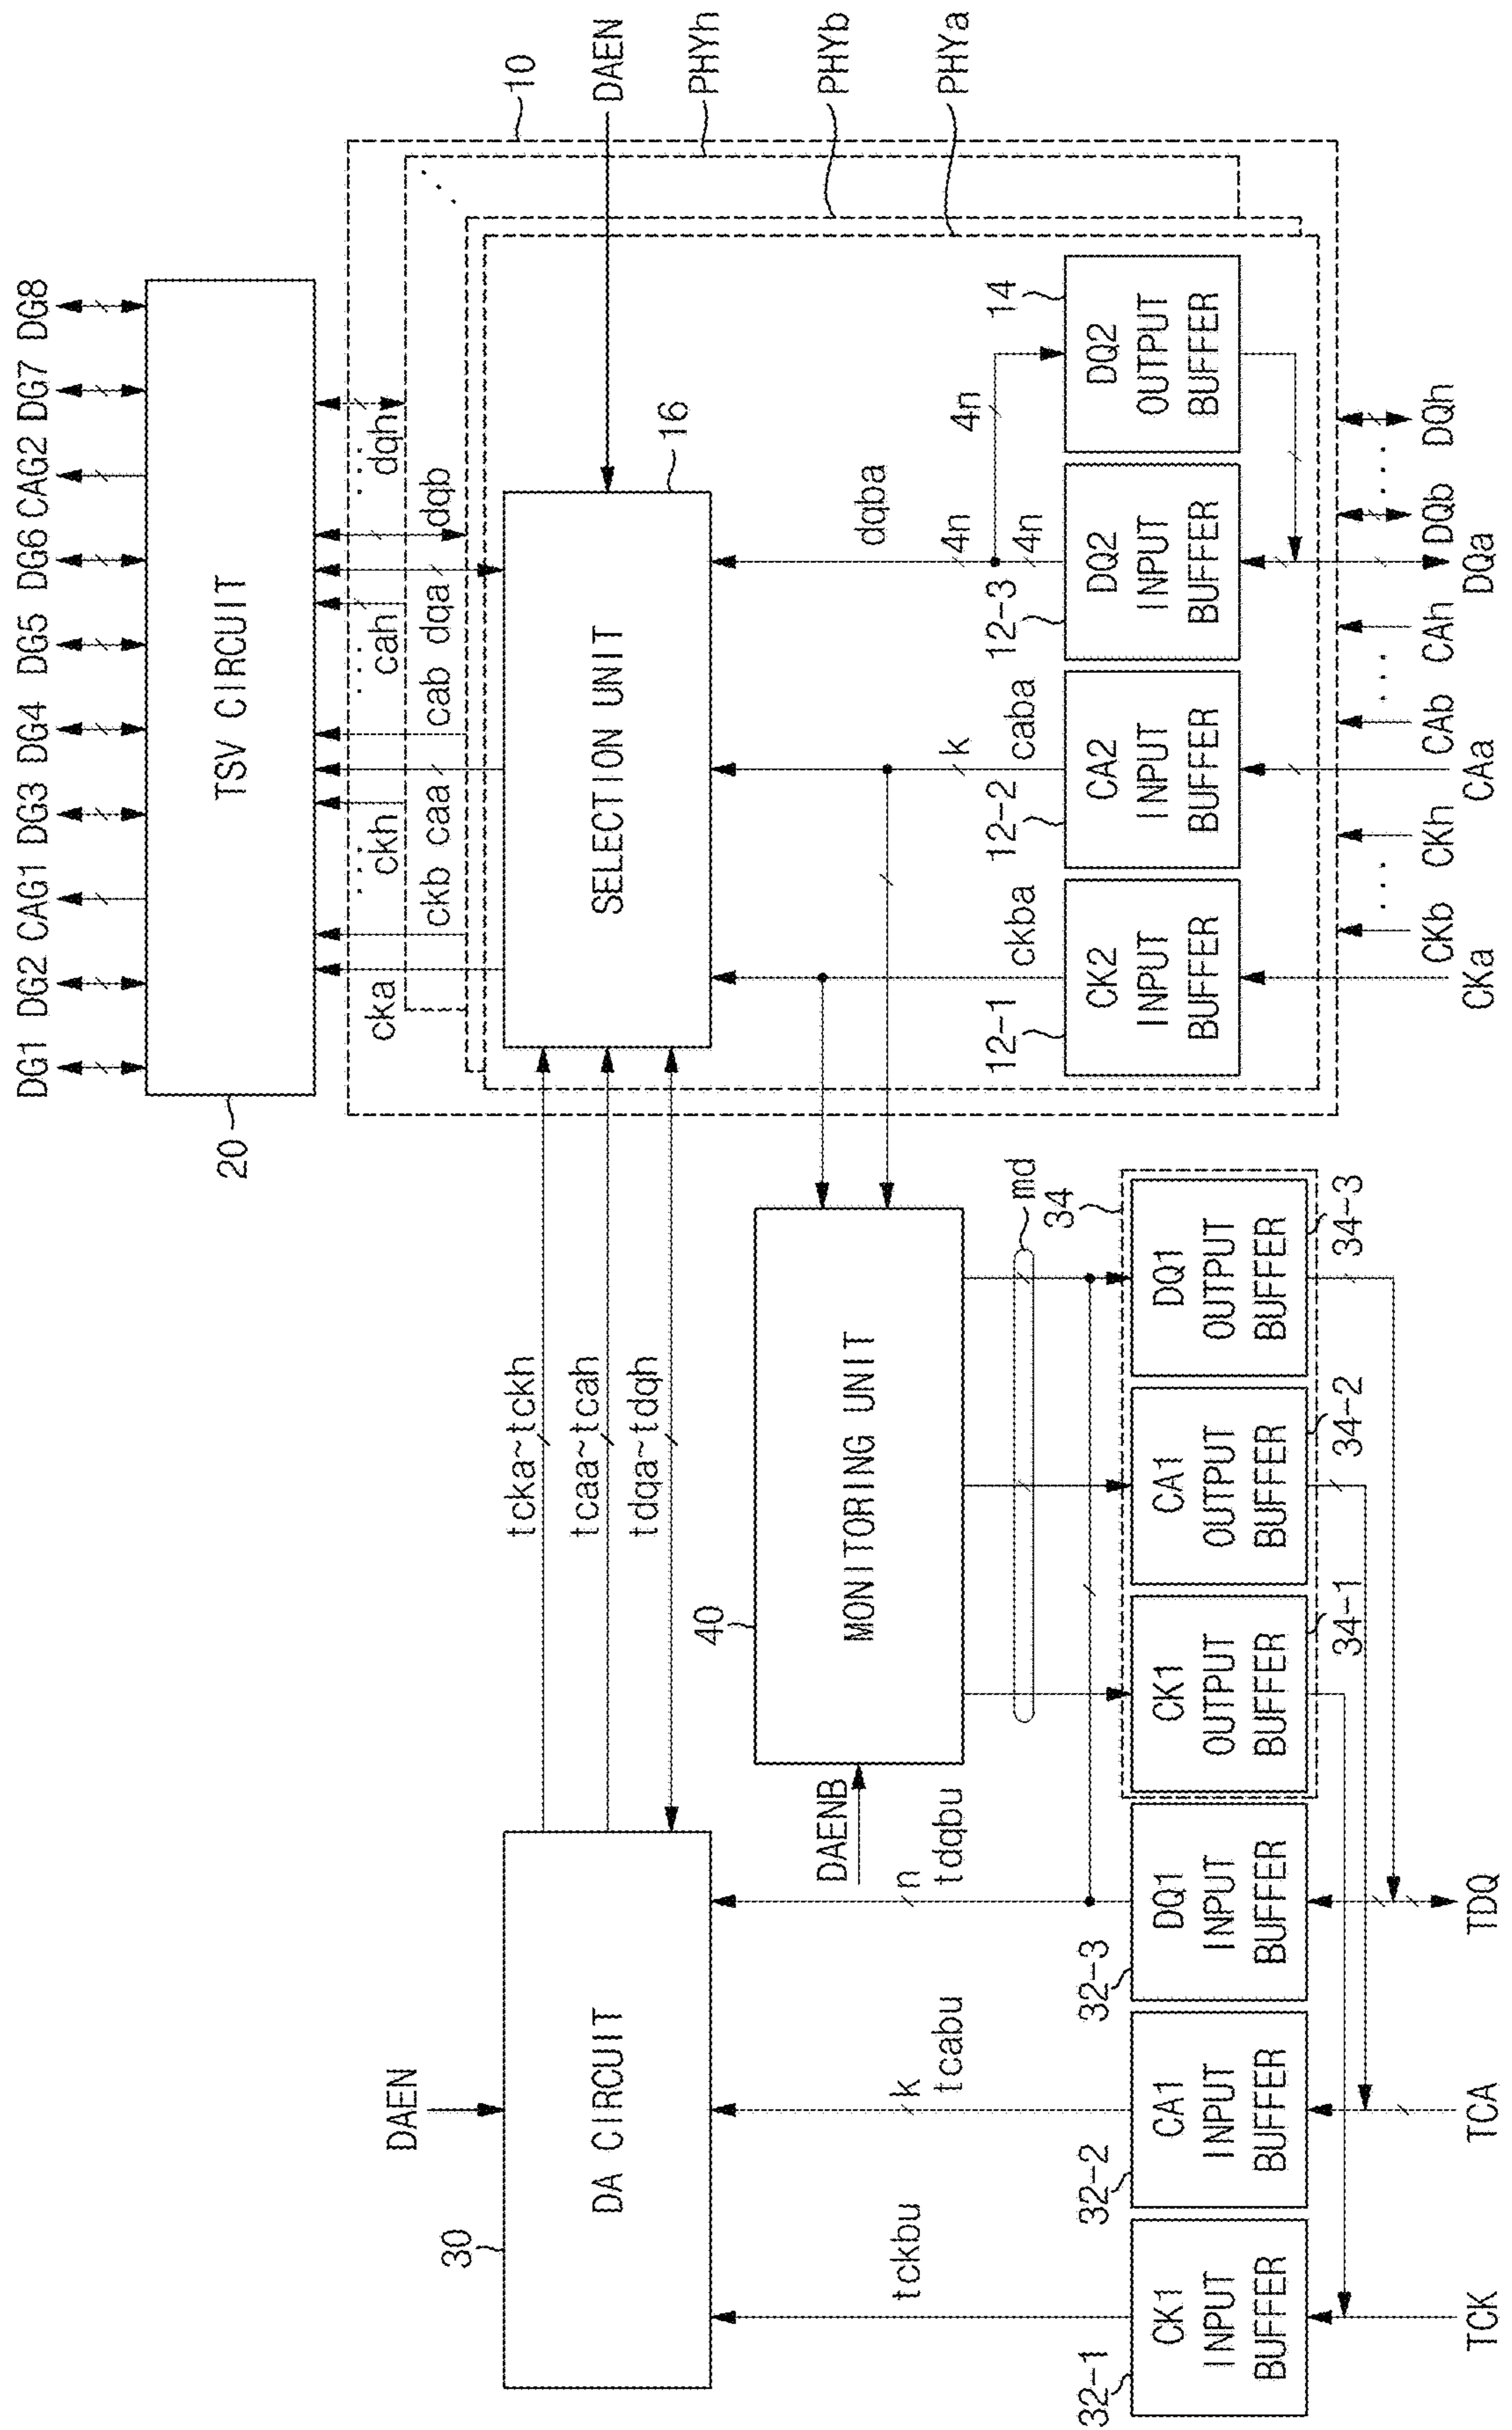 DG1
DG2
CAG1
DG3
DG4
DG5
DG6
CAG2
DG7
DG8
20
TSV CIRCUIT
10
DAEN
PHYh
PHYb
PHYa
cka
ckb
ckh
caa
cab
cah
dqa
dqb
dqh
tcka~tckh
tcaa~tcah
tdqa~tdqh
SELECTION UNIT
16
DAEN
30
DA CIRCUIT
40
MONITORING UNIT
DAENB
ckba
caba
k
dqba
4n
4n
4n
12-1
CK2
INPUT
BUFFER
12-2
CA2
INPUT
BUFFER
12-3
DQ2
INPUT
BUFFER
14
DQ2
OUTPUT
BUFFER
tckbu
k
tcabu
n
tdqbu
md
34
32-1
CK1
INPUT
BUFFER
32-2
CA1
INPUT
BUFFER
32-3
DQ1
INPUT
BUFFER
CK1
OUTPUT
BUFFER
34-1
CA1
OUTPUT
BUFFER
34-2
DQ1
OUTPUT
BUFFER
34-3
TCK
TCA
TDQ
CKa
CKb
CKh
CAa
CAb
CAh
DQa
DQb
DQh